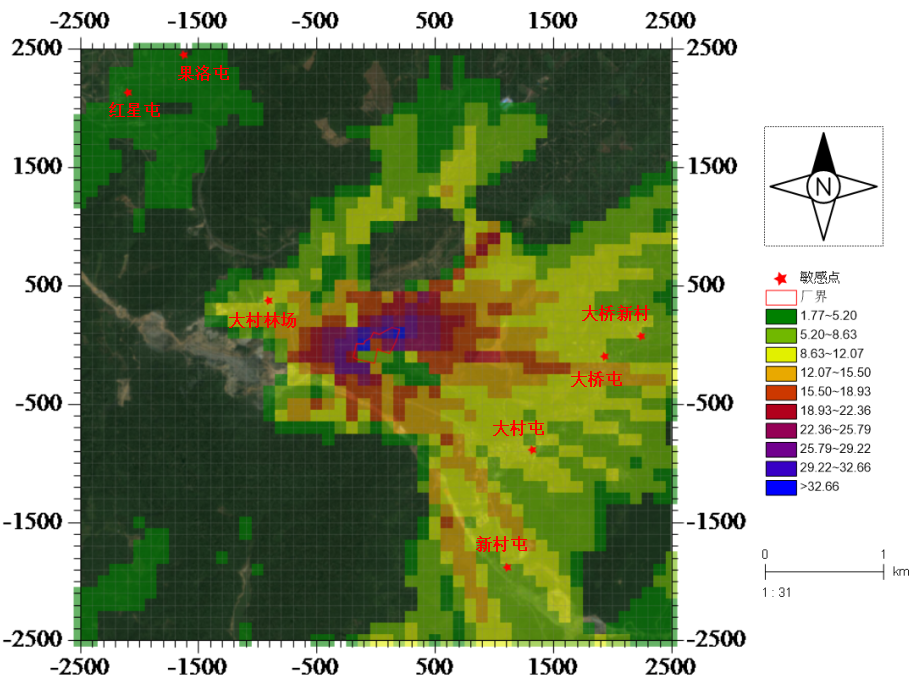 -2500 -1500 -500 500 1500 2500
2500 2500
果洛屯
红星屯
1500 1500
N
500 500
敏感点
厂界
大村林场
大桥新村
1.77~5.20
5.20~8.63
8.63~12.07
大桥屯
12.07~15.50
15.50~18.93
-500 -500
18.93~22.36
大村屯
22.36~25.79
25.79~29.22
29.22~32.66
>32.66
-1500 -1500
新村屯
0 1
km
1 : 31
-2500 -2500
-2500 -1500 -500 500 1500 2500